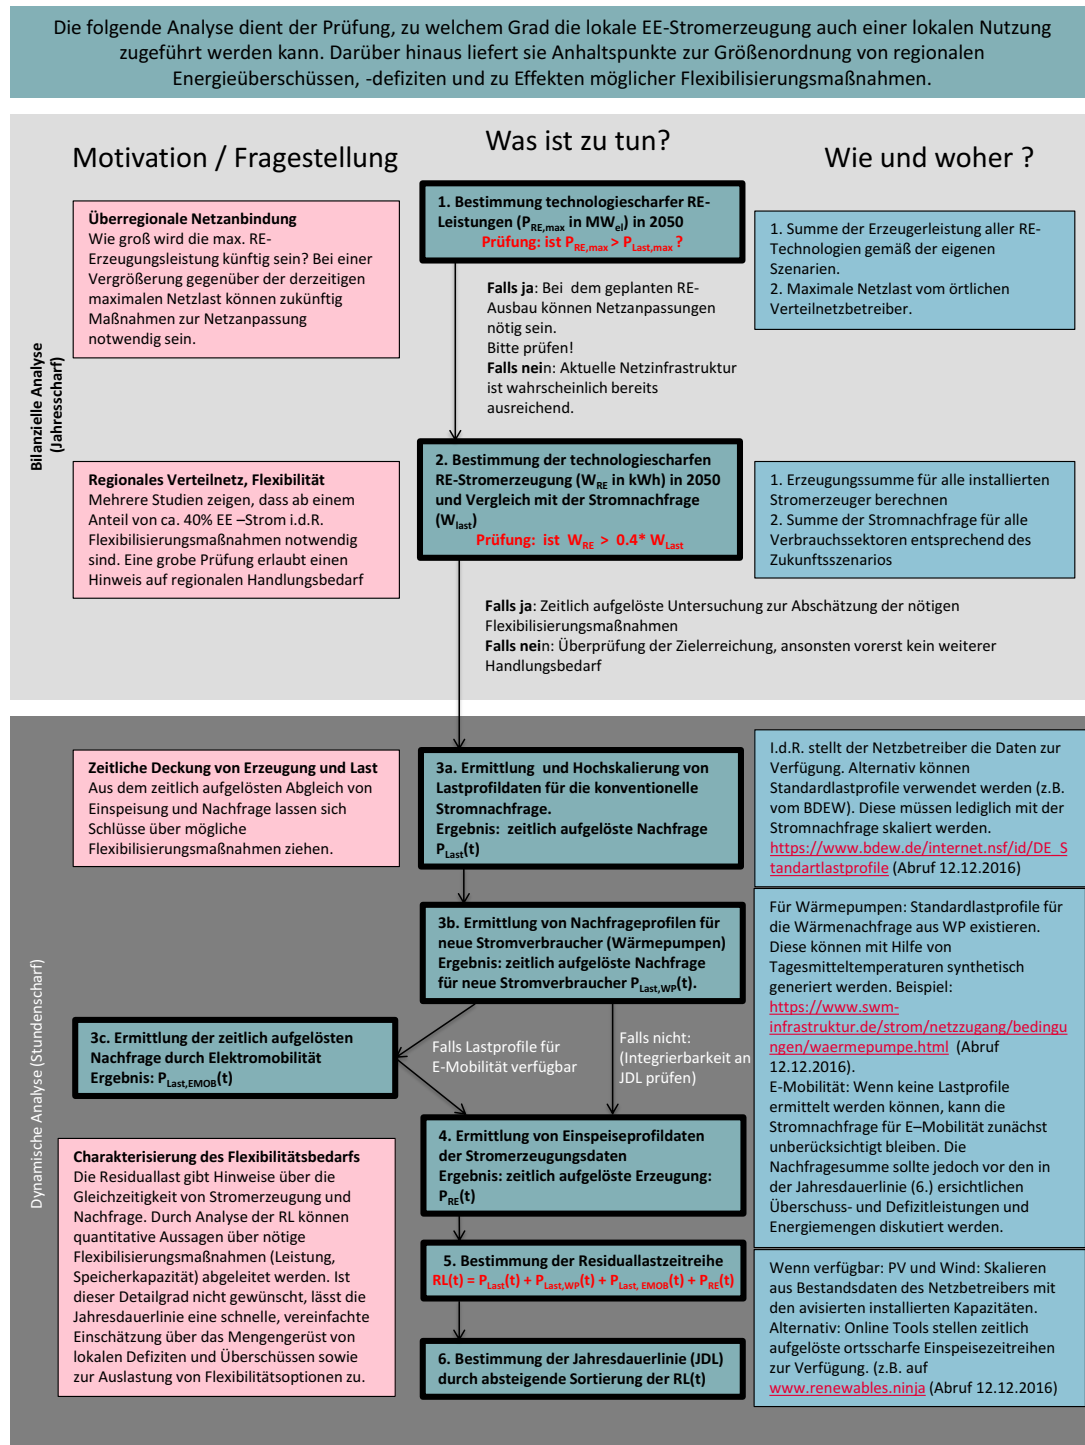 Die folgende Analyse dient der Prüfung, zu welchem Grad die lokale EE-Stromerzeugung auch einer lokalen Nutzung
zugeführt werden kann. Darüber hinaus liefert sie Anhaltspunkte zur Größenordnung von regionalen
Energieüberschüssen, -defiziten und zu Effekten möglicher Flexibilisierungsmaßnahmen.
Motivation / Fragestellung
Was ist zu tun?
Wie und woher ?
Bilanzielle Analyse
(Jahresscharf)
Überregionale Netzanbindung
Wie groß wird die max. RE-
Erzeugungsleistung künftig sein? Bei einer
Vergrößerung gegenüber der derzeitigen
maximalen Netzlast können zukünftig
Maßnahmen zur Netzanpassung
notwendig sein.
1. Bestimmung technologiescharfer RE-
Leistungen (P_RE,max in MW_el) in 2050
Prüfung: ist P_RE,max > P_Last,max ?
1. Summe der Erzeugerleistung aller RE-
Technologien gemäß der eigenen
Szenarien.
2. Maximale Netzlast vom örtlichen
Verteilnetzbetreiber.
Falls ja: Bei dem geplanten RE-
Ausbau können Netzanpassungen
nötig sein.
Bitte prüfen!
Falls nein: Aktuelle Netzinfrastruktur
ist wahrscheinlich bereits
ausreichend.
Regionales Verteilnetz, Flexibilität
Mehrere Studien zeigen, dass ab einem
Anteil von ca. 40% EE –Strom i.d.R.
Flexibilisierungsmaßnahmen notwendig
sind. Eine grobe Prüfung erlaubt einen
Hinweis auf regionalen Handlungsbedarf
2. Bestimmung der technologiescharfen
RE-Stromerzeugung (W_RE in kWh) in 2050
und Vergleich mit der Stromnachfrage
(W_last)
Prüfung: ist W_RE > 0.4* W_Last
1. Erzeugungssumme für alle installierten
Stromerzeuger berechnen
2. Summe der Stromnachfrage für alle
Verbrauchssektoren entsprechend des
Zukunftsszenarios
Falls ja: Zeitlich aufgelöste Untersuchung zur Abschätzung der nötigen
Flexibilisierungsmaßnahmen
Falls nein: Überprüfung der Zielerreichung, ansonsten vorerst kein weiterer
Handlungsbedarf
Dynamische Analyse (Stundenscharf)
Zeitliche Deckung von Erzeugung und Last
Aus dem zeitlich aufgelösten Abgleich von
Einspeisung und Nachfrage lassen sich
Schlüsse über mögliche
Flexibilisierungsmaßnahmen ziehen.
3a. Ermittlung und Hochskalierung von
Lastprofildaten für die konventionelle
Stromnachfrage.
Ergebnis: zeitlich aufgelöste Nachfrage
P_Last(t)
I.d.R. stellt der Netzbetreiber die Daten zur
Verfügung. Alternativ können
Standardlastprofile verwendet werden (z.B.
vom BDEW). Diese müssen lediglich mit der
Stromnachfrage skaliert werden.
https://www.bdew.de/internet.nsf/id/DE_S
tandartlastprofile (Abruf 12.12.2016)
3b. Ermittlung von Nachfrageprofilen für
neue Stromverbraucher (Wärmepumpen)
Ergebnis: zeitlich aufgelöste Nachfrage
für neue Stromverbraucher P_Last,WP(t).
Für Wärmepumpen: Standardlastprofile für
die Wärmenachfrage aus WP existieren.
Diese können mit Hilfe von
Tagesmitteltemperaturen synthetisch
generiert werden. Beispiel:
https://www.swm-
infrastruktur.de/strom/netzzugang/bedingu
ngen/waermepumpe.html (Abruf
12.12.2016).
E-Mobilität: Wenn keine Lastprofile
ermittelt werden können, kann die
Stromnachfrage für E–Mobilität zunächst
unberücksichtigt bleiben. Die
Nachfragesumme sollte jedoch vor den in
der Jahresdauerlinie (6.) ersichtlichen
Überschuss- und Defizitleistungen und
Energiemengen diskutiert werden.
3c. Ermittlung der zeitlich aufgelösten
Nachfrage durch Elektromobilität
Ergebnis: P_Last,EMOB(t)
Falls Lastprofile für
E-Mobilität verfügbar
Falls nicht:
(Integrierbarkeit an
JDL prüfen)
4. Ermittlung von Einspeiseprofildaten
der Stromerzeugungsdaten
Ergebnis: zeitlich aufgelöste Erzeugung:
P_RE(t)
Charakterisierung des Flexibilitätsbedarfs
Die Residuallast gibt Hinweise über die
Gleichzeitigkeit von Stromerzeugung und
Nachfrage. Durch Analyse der RL können
quantitative Aussagen über nötige
Flexibilisierungsmaßnahmen (Leistung,
Speicherkapazität) abgeleitet werden. Ist
dieser Detailgrad nicht gewünscht, lässt die
Jahresdauerlinie eine schnelle, vereinfachte
Einschätzung über das Mengengerüst von
lokalen Defiziten und Überschüssen sowie
zur Auslastung von Flexibilitätsoptionen zu.
5. Bestimmung der Residuallastzeitreihe
RL(t) = P_Last(t) + P_Last,WP(t) + P_Last, EMOB(t) + P_RE(t)
6. Bestimmung der Jahresdauerlinie (JDL)
durch absteigende Sortierung der RL(t)
Wenn verfügbar: PV und Wind: Skalieren
aus Bestandsdaten des Netzbetreibers mit
den avisierten installierten Kapazitäten.
Alternativ: Online Tools stellen zeitlich
aufgelöste ortsscharfe Einspeisezeitreihen
zur Verfügung. (z.B. auf
www.renewables.ninja (Abruf 12.12.2016)